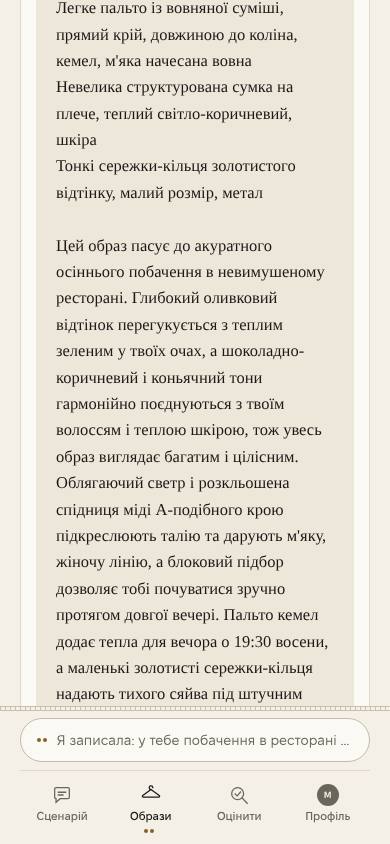 Легке пальто із вовняної суміші,
прямий крій, довжиною до коліна,
кемел, м'яка начесана вовна
Невелика структурована сумка на
плече, теплий світло-коричневий,
шкіра
Тонкі сережки-кільця золотистого
відтінку, малий розмір, метал
Цей образ пасує до акуратного
осіннього побачення в невимушеному
ресторані. Глибокий оливковий
відтінок перегукується з теплим
зеленим у твоїх очах, а шоколадно-
коричневий і коньячний тони
гармонійно поєднуються з твоїм
волоссям і теплою шкірою, тож увесь
образ виглядає багатим і цілісним.
Облягаючий светр і розкльошена
спідниця міді А-подібного крою
підкреслюють талію та дарують м'яку,
жіночу лінію, а блоковий підбор
дозволяє тобі почуватися зручно
протягом довгої вечері. Пальто кемел
додає тепла для вечора о 19:30 восени,
а маленькі золотисті сережки-кільця
надають тихого сяйва під штучним
Я записала: у тебе побачення в ресторані ...
Сценарій
Образи
Оцінити
М
Профіль